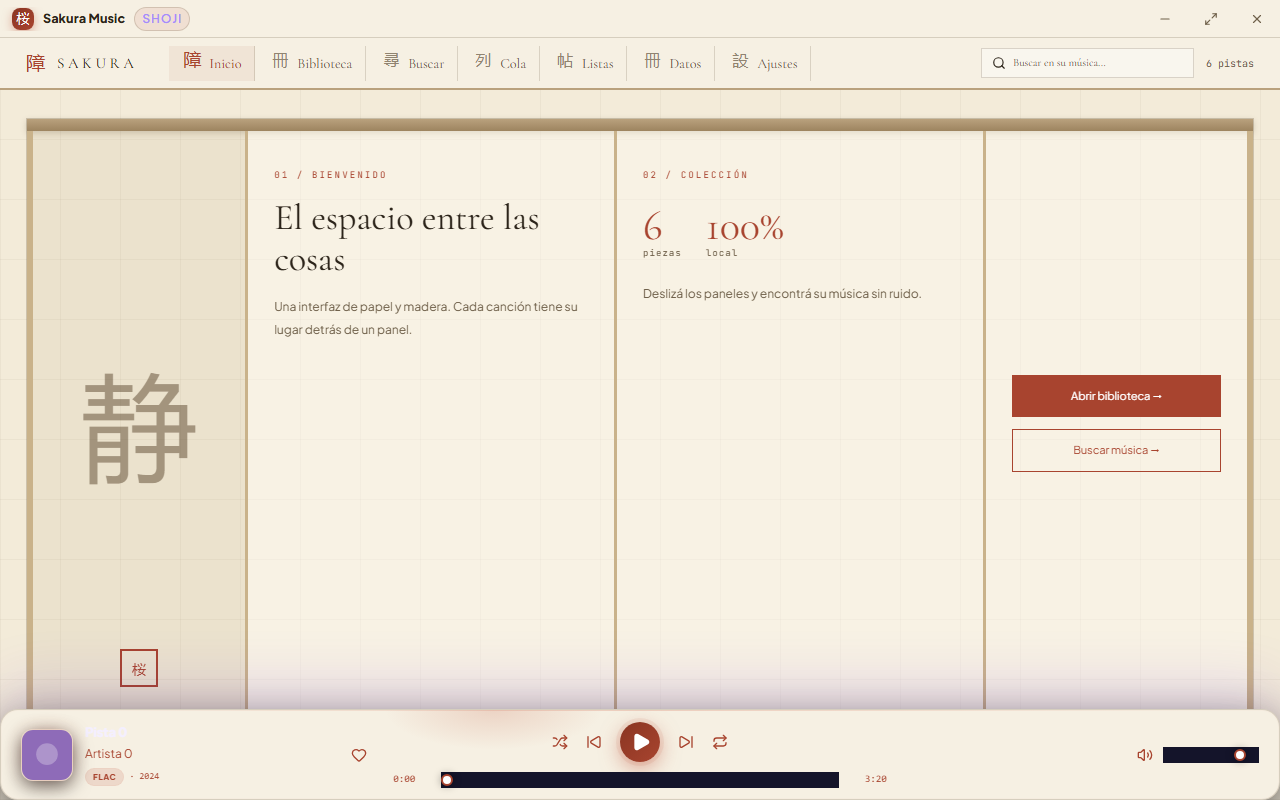 桜 Sakura Music SHOJI
障 SAKURA
障 Inicio
冊 Biblioteca
尋 Buscar
列 Cola
帖 Listas
冊 Datos
設 Ajustes
Buscar en su música...
6 pistas
静
桜
01 / BIENVENIDO
El espacio entre las
cosas
Una interfaz de papel y madera. Cada canción tiene su
lugar detrás de un panel.
02 / COLECCIÓN
6 100%
piezas local
Deslizá los paneles y encontrá su música sin ruido.
Abrir biblioteca →
Buscar música →
Artista 0
FLAC · 2024
0:00
3:20